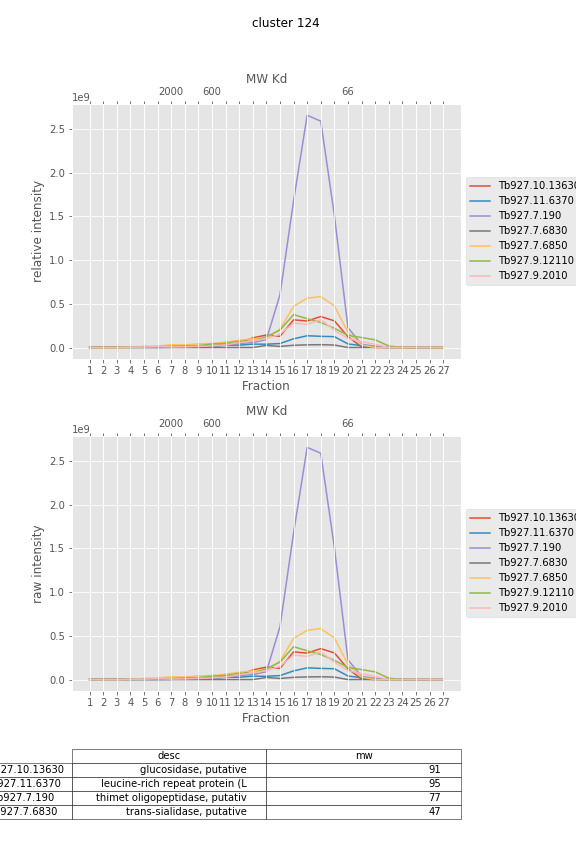 cluster 124
MW Kd
2000 600 66
1e9
2.5
2.0
1.5
1.0
0.5
0.0
relative intensity
1 2 3 4 5 6 7 8 9 10 11 12 13 14 15 16 17 18 19 20 21 22 23 24 25 26 27
Fraction
Tb927.10.13630
Tb927.11.6370
Tb927.7.190
Tb927.7.6830
Tb927.7.6850
Tb927.9.12110
Tb927.9.2010
MW Kd
2000 600 66
1e9
2.5
2.0
1.5
1.0
0.5
0.0
raw intensity
1 2 3 4 5 6 7 8 9 10 11 12 13 14 15 16 17 18 19 20 21 22 23 24 25 26 27
Fraction
Tb927.10.13630
Tb927.11.6370
Tb927.7.190
Tb927.7.6830
Tb927.7.6850
Tb927.9.12110
Tb927.9.2010
desc mw
27.10.13630 glucosidase, putative 91
927.11.6370 leucine-rich repeat protein (L 95
b927.7.190 thimet oligopeptidase, putativ 77
927.7.6830 trans-sialidase, putative 47